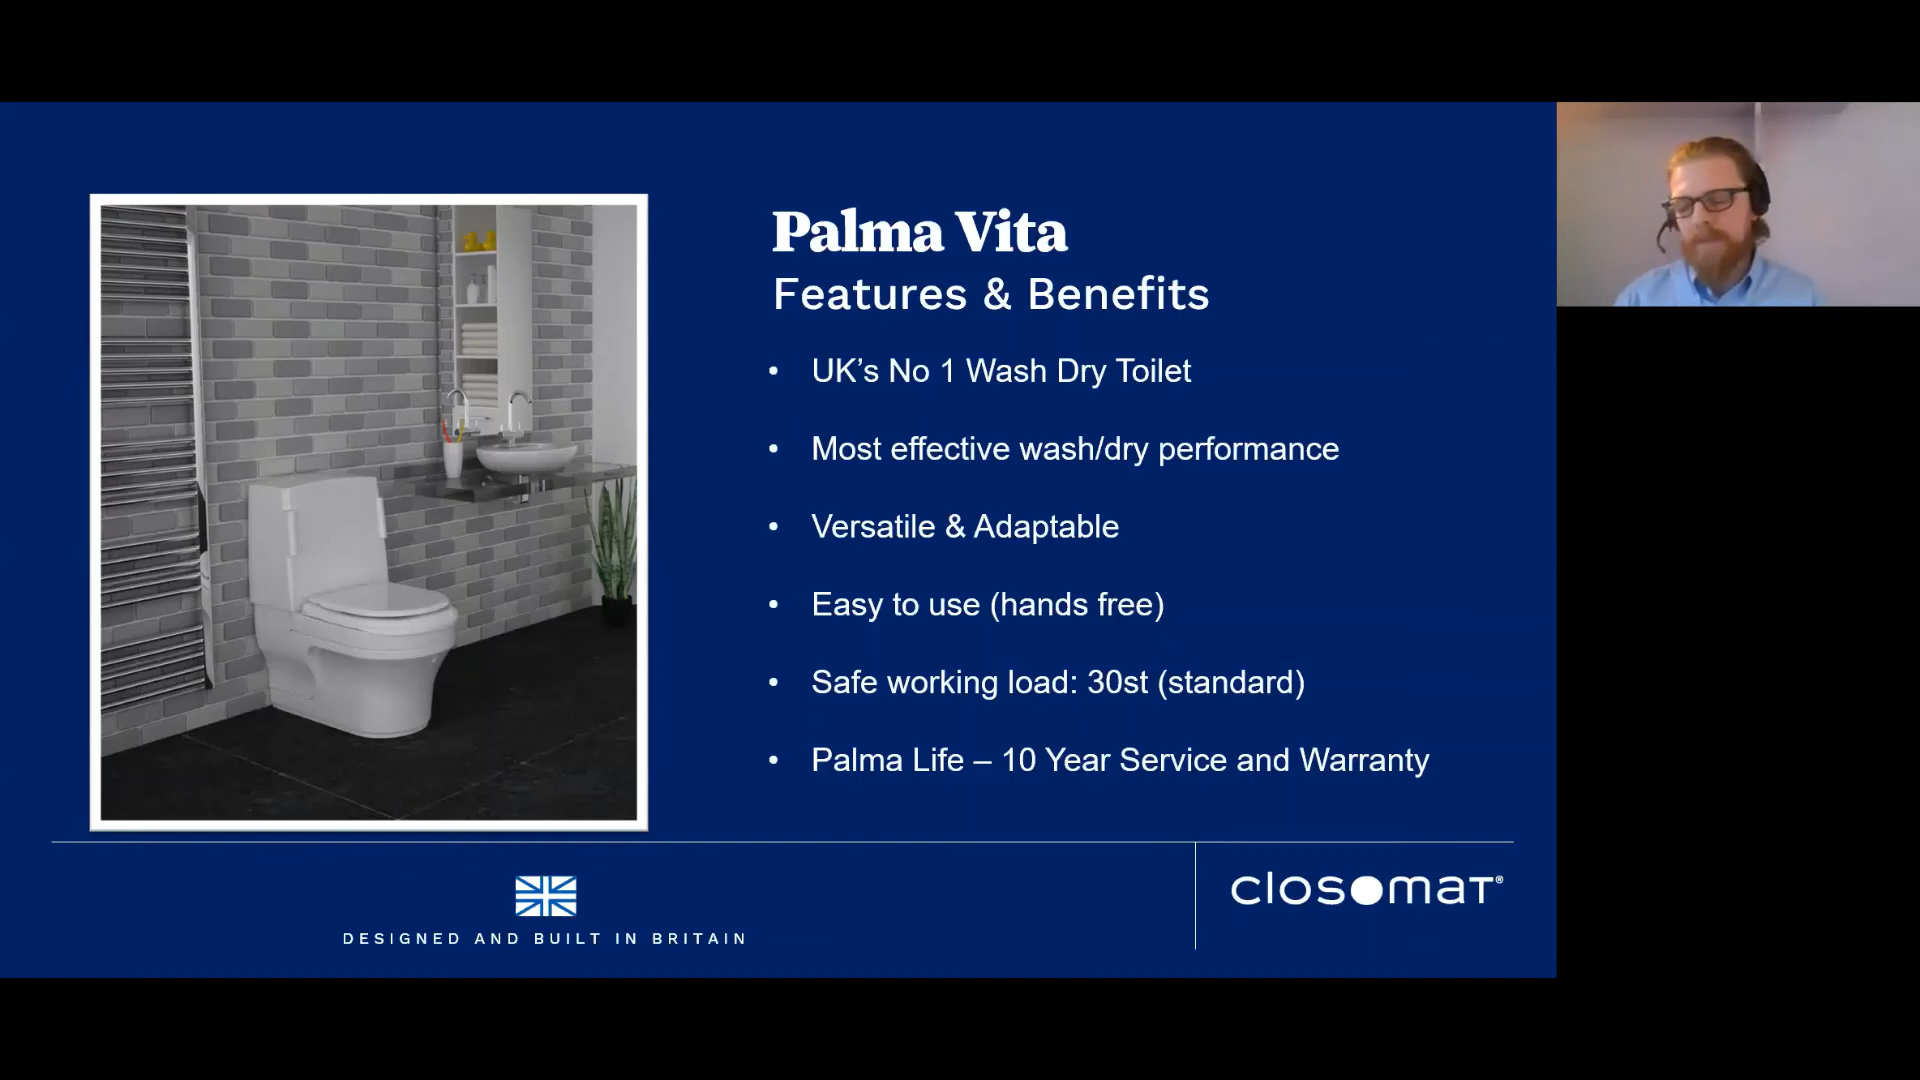 Palma Vita
Features & Benefits
• UK’s No 1 Wash Dry Toilet
• Most effective wash/dry performance
• Versatile & Adaptable
• Easy to use (hands free)
• Safe working load: 30st (standard)
• Palma Life – 10 Year Service and Warranty
DESIGNED AND BUILT IN BRITAIN
closomat®